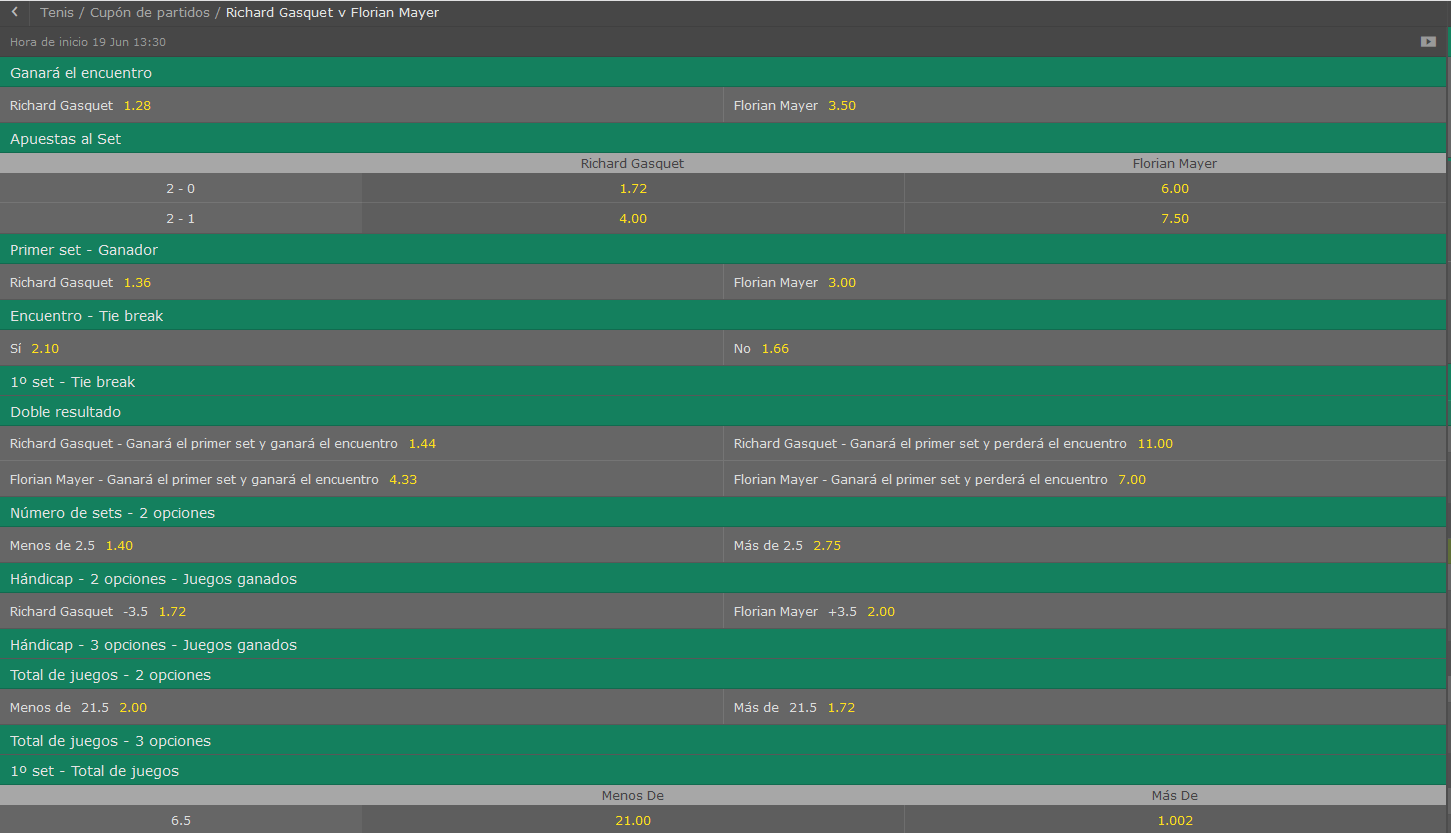 Tenis / Cupón de partidos / Richard Gasquet v Florian Mayer
Hora de inicio 19 Jun 13:30
Ganará el encuentro
Richard Gasquet 1.28 Florian Mayer 3.50
Apuestas al Set
Richard Gasquet Florian Mayer
2 - 0 1.72 6.00
2 - 1 4.00 7.50
Primer set - Ganador
Richard Gasquet 1.36 Florian Mayer 3.00
Encuentro - Tie break
Sí 2.10 No 1.66
1º set - Tie break
Doble resultado
Richard Gasquet - Ganará el primer set y ganará el encuentro 1.44 Richard Gasquet - Ganará el primer set y perderá el encuentro 11.00
Florian Mayer - Ganará el primer set y ganará el encuentro 4.33 Florian Mayer - Ganará el primer set y perderá el encuentro 7.00
Número de sets - 2 opciones
Menos de 2.5 1.40 Más de 2.5 2.75
Hándicap - 2 opciones - Juegos ganados
Richard Gasquet -3.5 1.72 Florian Mayer +3.5 2.00
Hándicap - 3 opciones - Juegos ganados
Total de juegos - 2 opciones
Menos de 21.5 2.00 Más de 21.5 1.72
Total de juegos - 3 opciones
1º set - Total de juegos
Menos De Más De
6.5 21.00 1.002